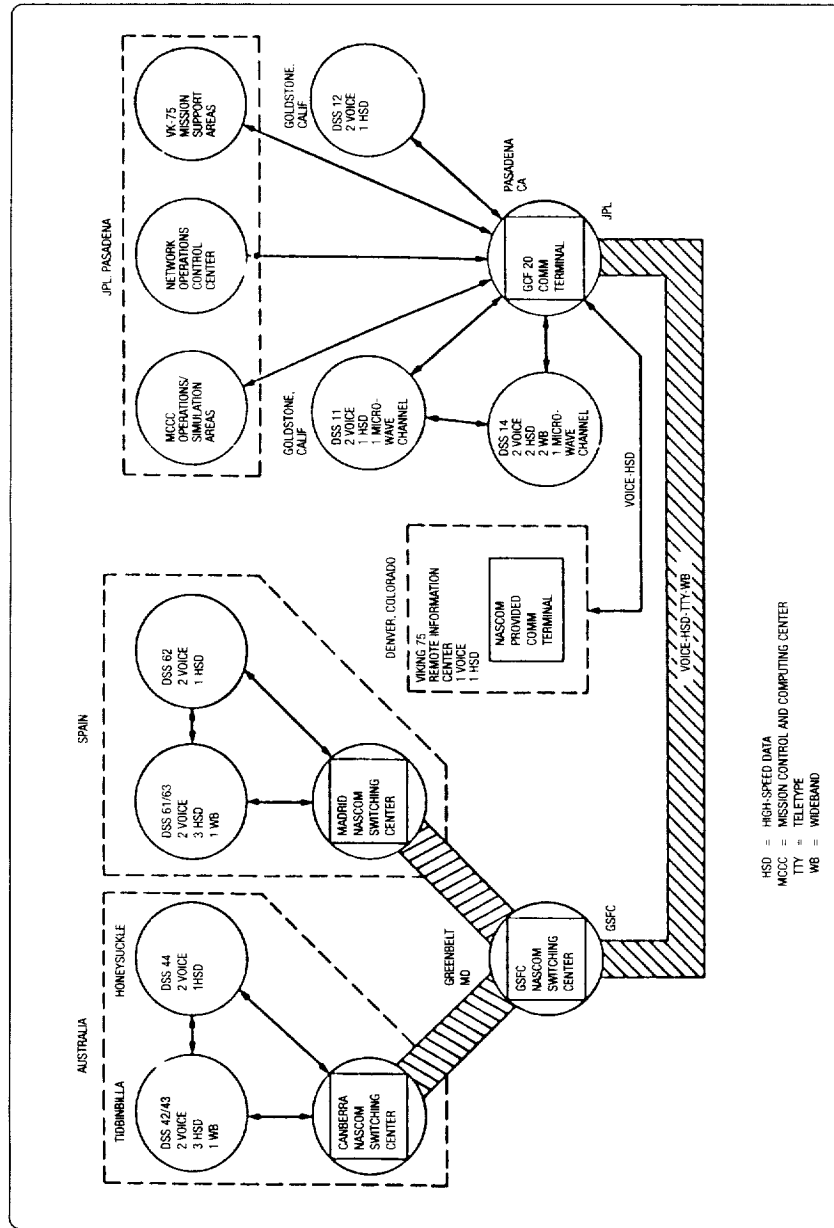 AUSTRALIA
TIDBINBILLA
HONEYSUCKLE
DSS 42/43
2 VOICE
3 HSD
1 WB
DSS 44
2 VOICE
1HSD
CANBERRA
NASCOM
SWITCHING
CENTER
SPAIN
DSS 61/63
2 VOICE
3 HSD
1 WB
DSS 62
2 VOICE
1 HSD
MADRID
NASCOM
SWITCHING
CENTER
GREENBELT
MD
GSFC
NASCOM
SWITCHING
CENTER
GSFC
DENVER, COLORADO
VIKING 75
REMOTE INFORMATION
CENTER
1 VOICE
1 HSD
NASCOM
PROVIDED
COMM
TERMINAL
JPL, PASADENA
MCCC
OPERATIONS/
SIMULATION
AREAS
NETWORK
OPERATIONS
CONTROL
CENTER
VK-75
MISSION
SUPPORT
AREAS
GOLDSTONE,
CALIF
DSS 11
2 VOICE
1 HSD
1 MICRO-
WAVE
CHANNEL
GOLDSTONE,
CALIF
DSS 12
2 VOICE
1 HSD
DSS 14
2 VOICE
2 HSD
2 WB
1 MICRO-
WAVE
CHANNEL
PASADENA
CA
GCF 20
COMM
TERMINAL
JPL
VOICE-HSD
VOICE-HSD-TTY-WB
HSD = HIGH-SPEED DATA
MCCC = MISSION CONTROL AND COMPUTING CENTER
TTY = TELETYPE
WB = WIDEBAND